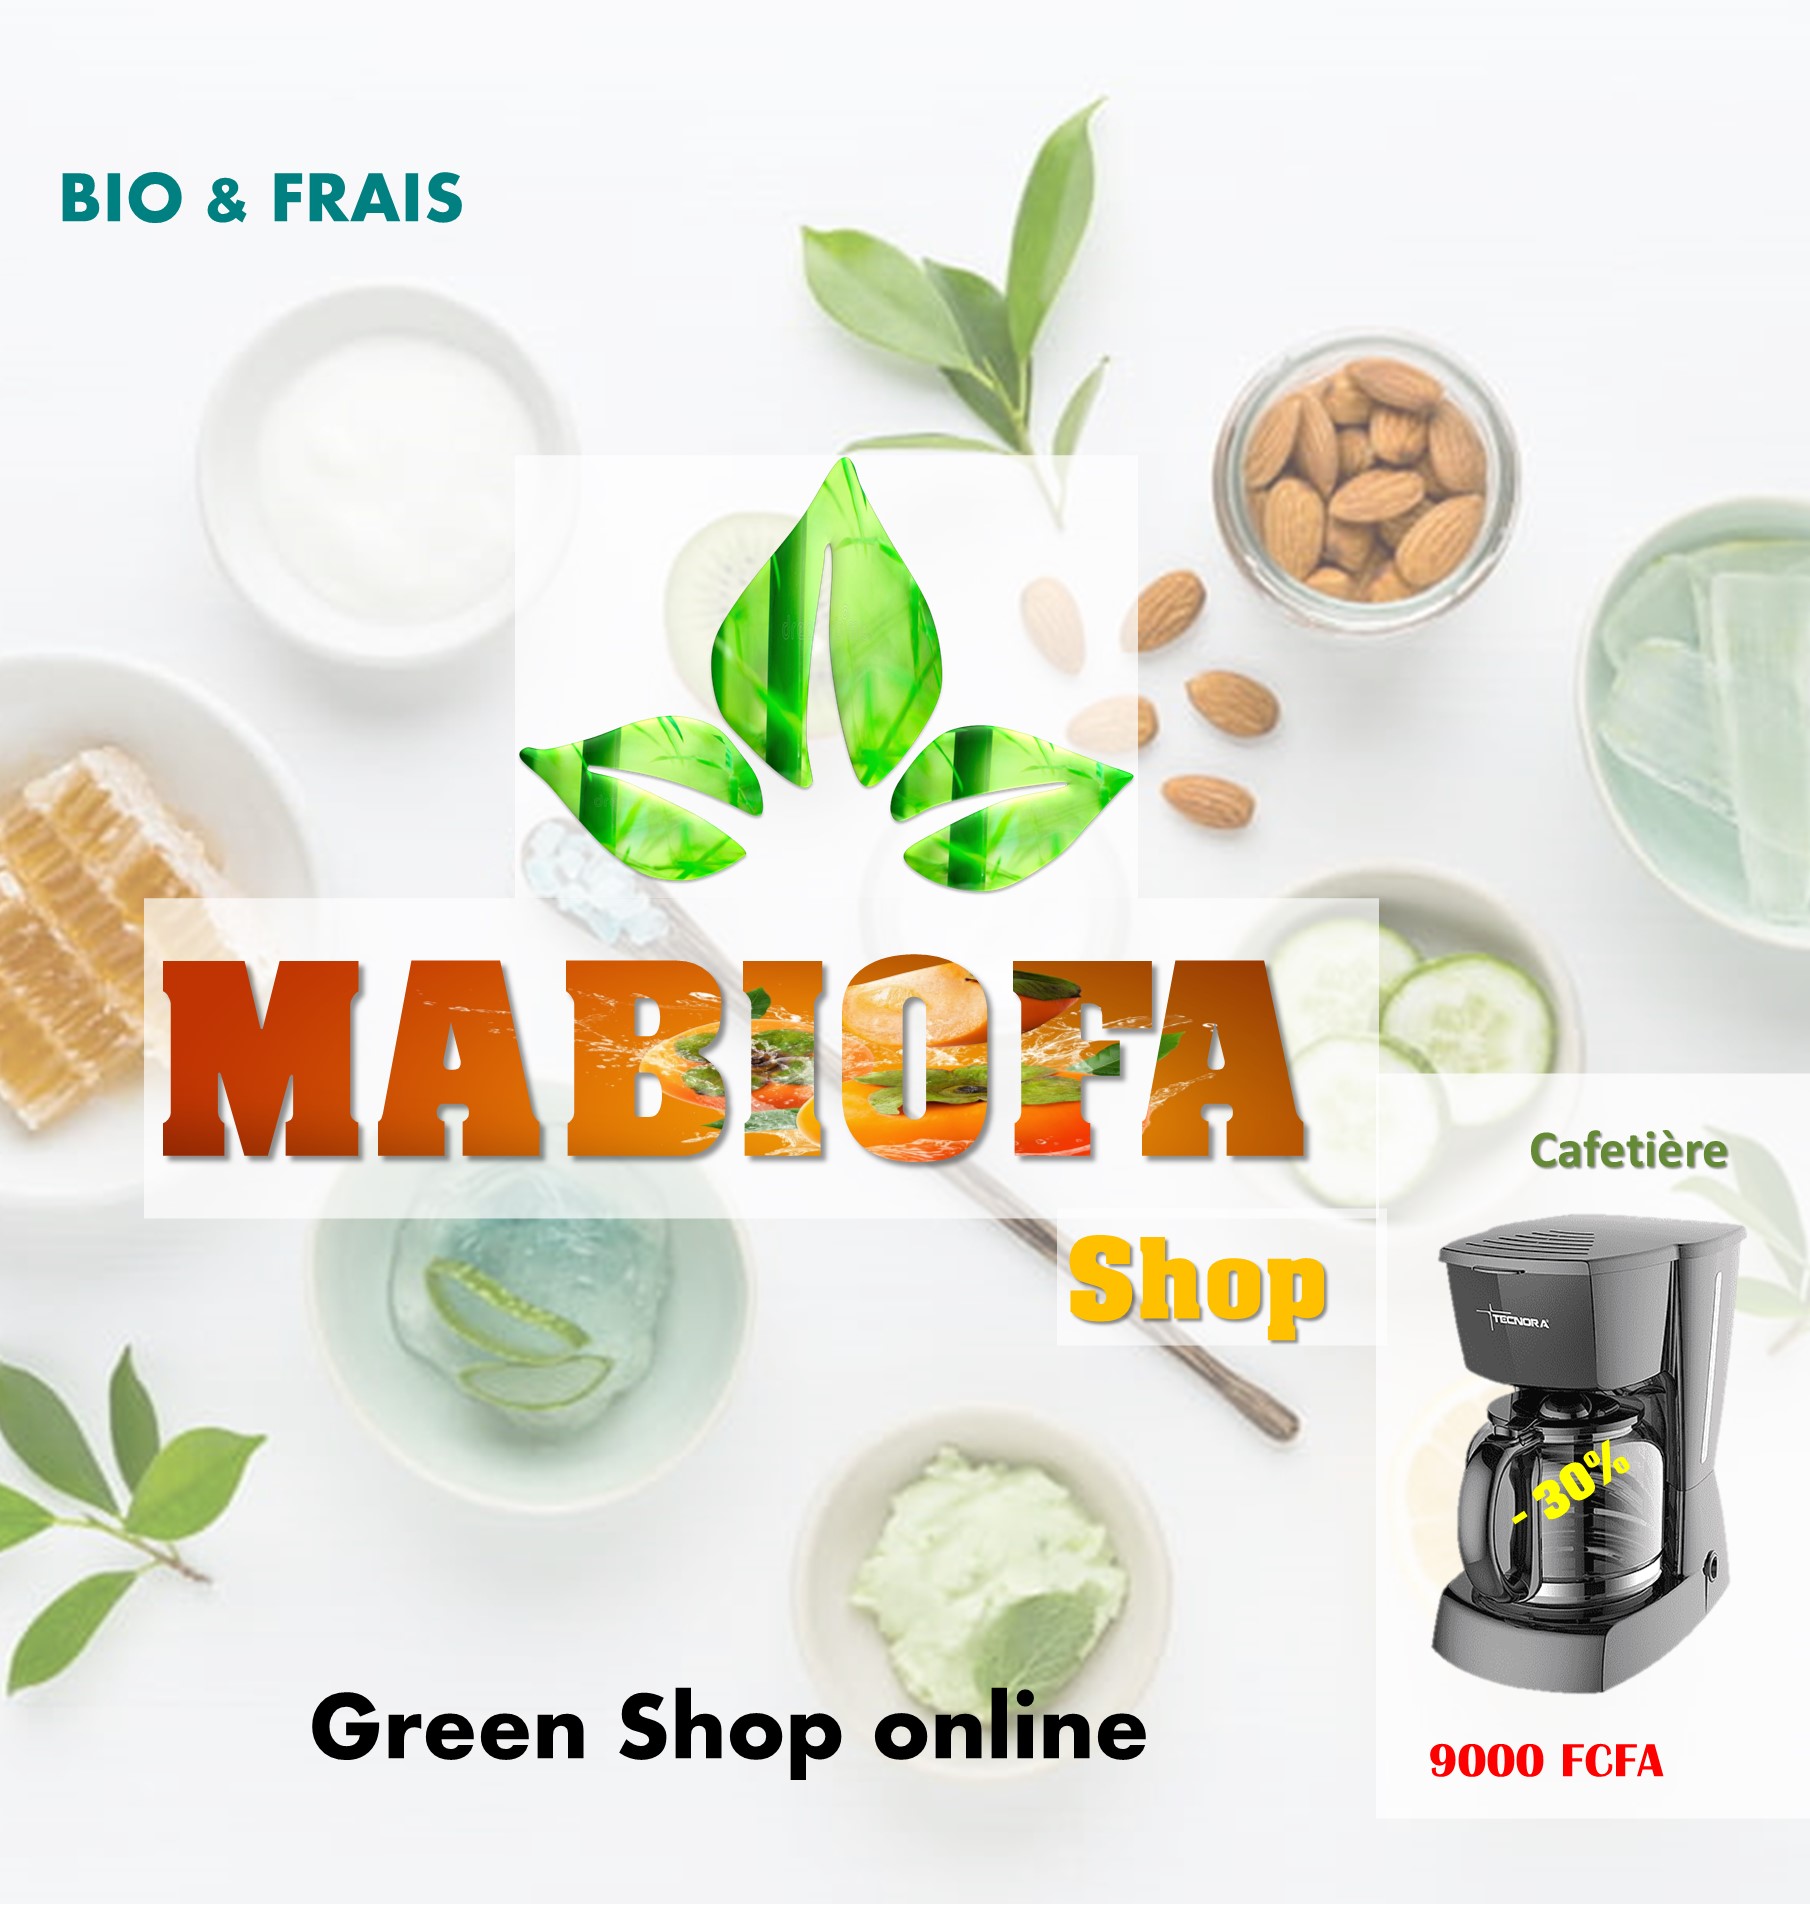 BIO & FRAIS
MABIOFA
Shop
Cafetière
TECNORA
- 30%
Green Shop online
9000 FCFA